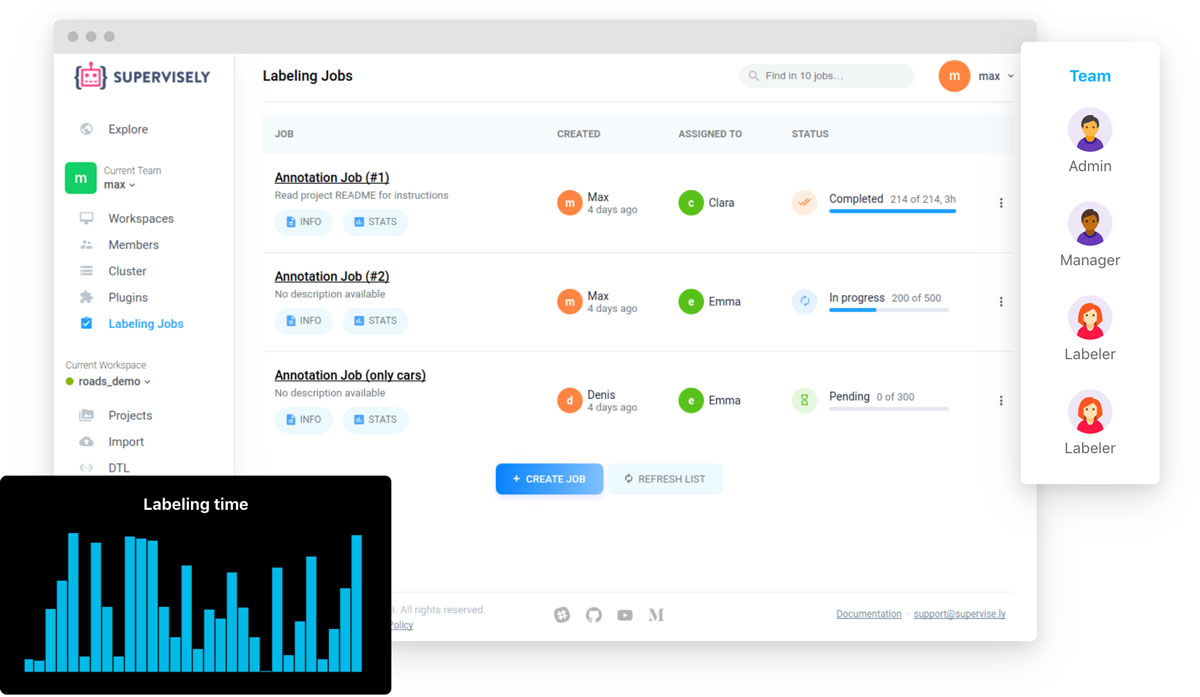 SUPERVISELY
Labeling Jobs
Find in 10 jobs...
m
max
Explore
m
Current Team
max
Workspaces
Members
Cluster
Plugins
Labeling Jobs
Current Workspace
roads_demo
Projects
Import
DTL
JOB CREATED ASSIGNED TO STATUS
Annotation Job (#1)
Read project README for instructions
INFO STATS
m
Max
4 days ago
c Clara
Completed 214 of 214, 3h
Annotation Job (#2)
No description available
INFO STATS
m
Max
4 days ago
e Emma
In progress 200 of 500
Annotation Job (only cars)
No description available
INFO STATS
d
Denis
4 days ago
e Emma
Pending 0 of 300
+ CREATE JOB REFRESH LIST
Team
Admin
Manager
Labeler
Labeler
Labeling time
. All rights reserved.
Policy
M
Documentation · support@supervise.ly